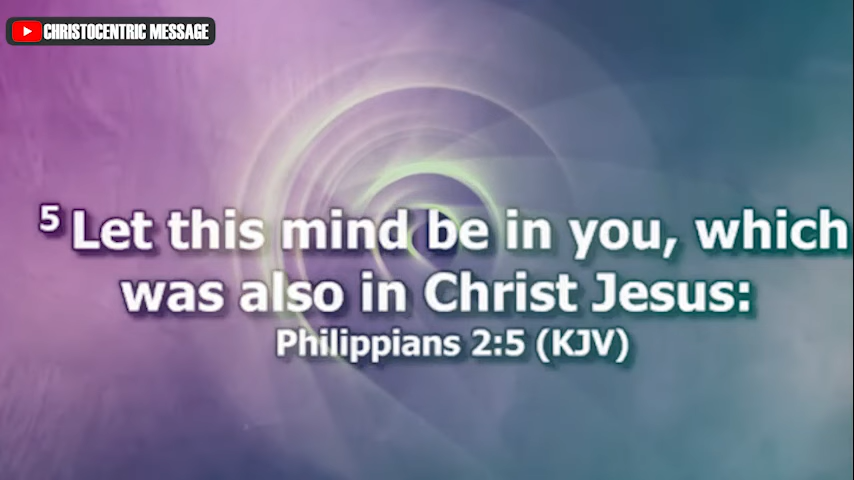 CHRISTOCENTRIC MESSAGE
5 Let this mind be in you, which
was also in Christ Jesus:
Philippians 2:5 (KJV)